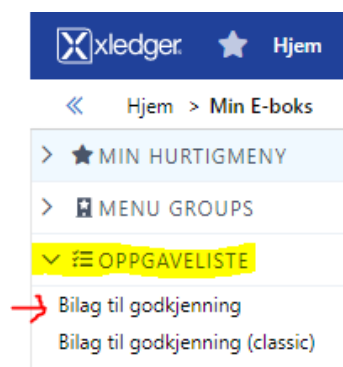 xledger Hjem
Hjem > Min E-boks
MIN HURTIGMENY
MENU GROUPS
OPPGAVELISTE
Bilag til godkjenning
Bilag til godkjenning (classic)